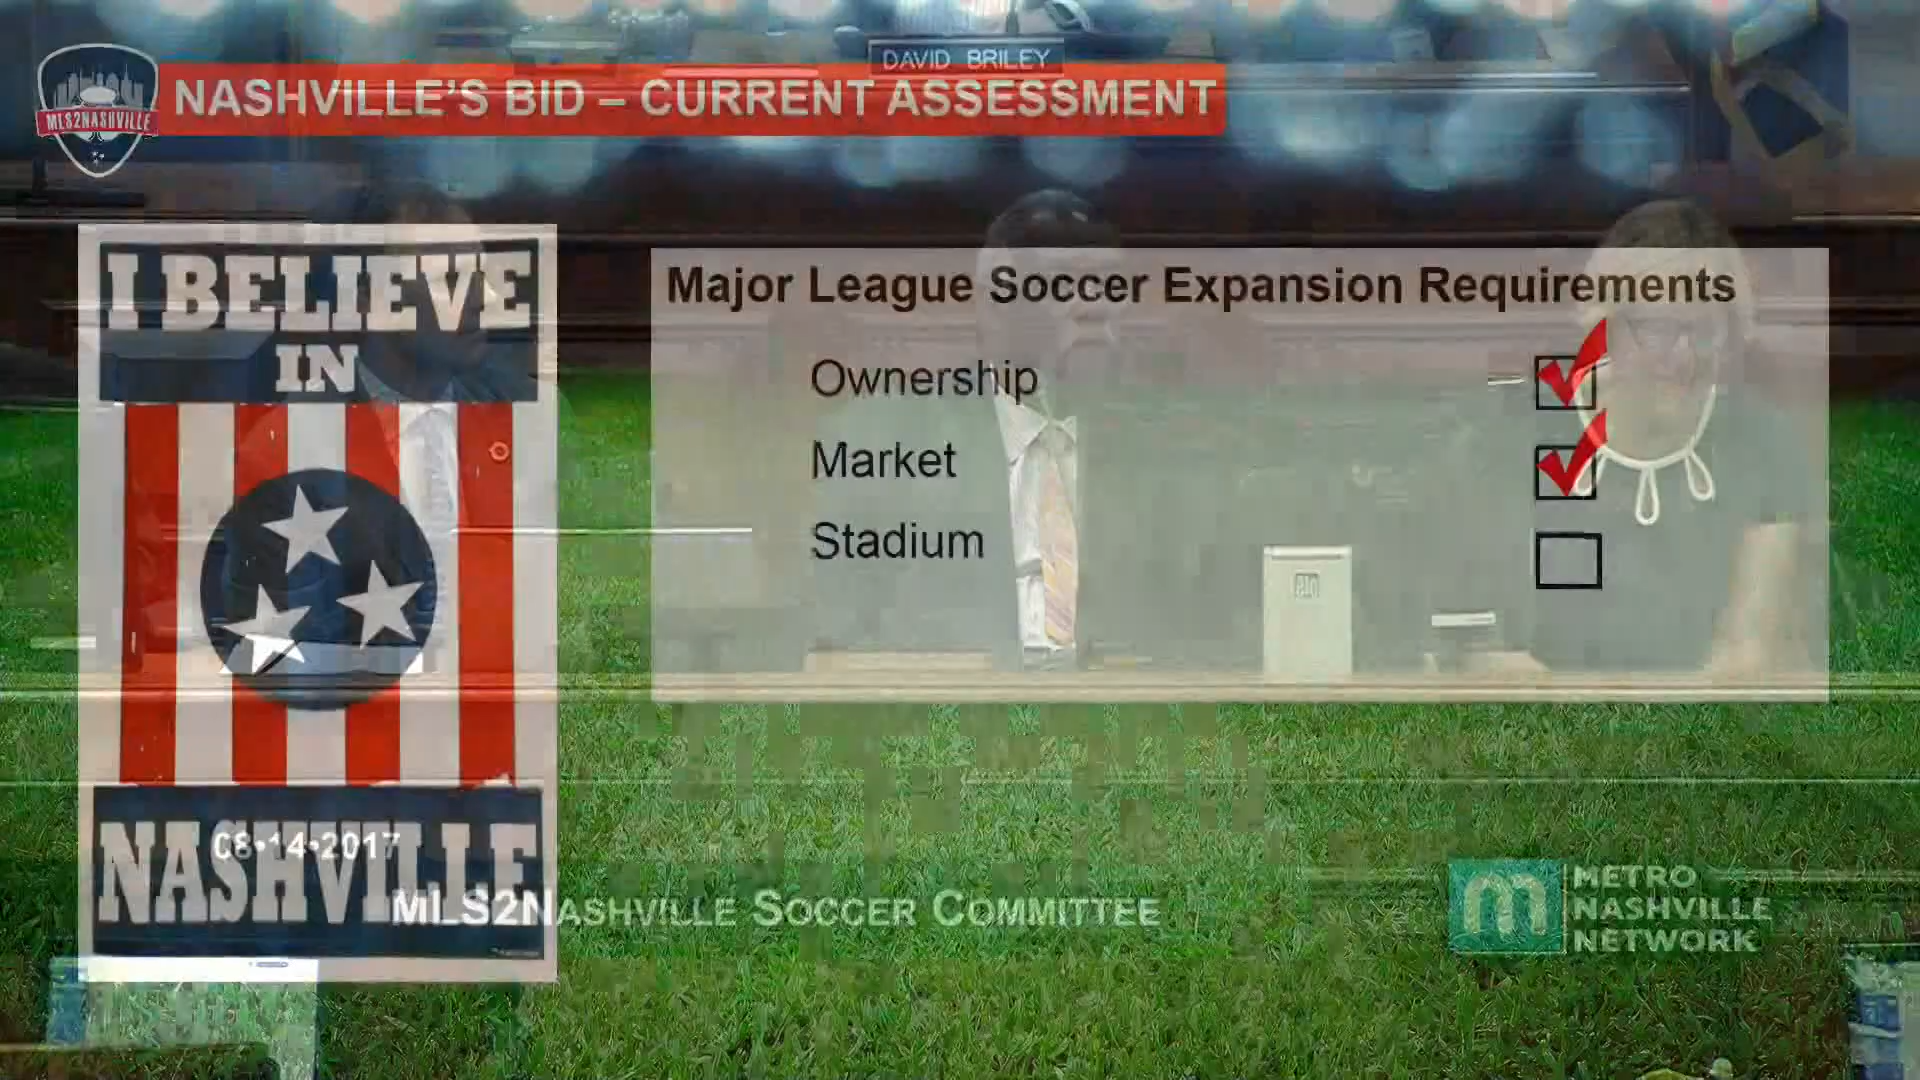 DAVID BRILEY
MLS2NASHVILLE
NASHVILLE'S BID – CURRENT ASSESSMENT
I BELIEVE
IN
NASHVILLE
Major League Soccer Expansion Requirements
Ownership
Market
Stadium
08•14•2017
MLS2NASHVILLE SOCCER COMMITTEE
m METRO
NASHVILLE
NETWORK